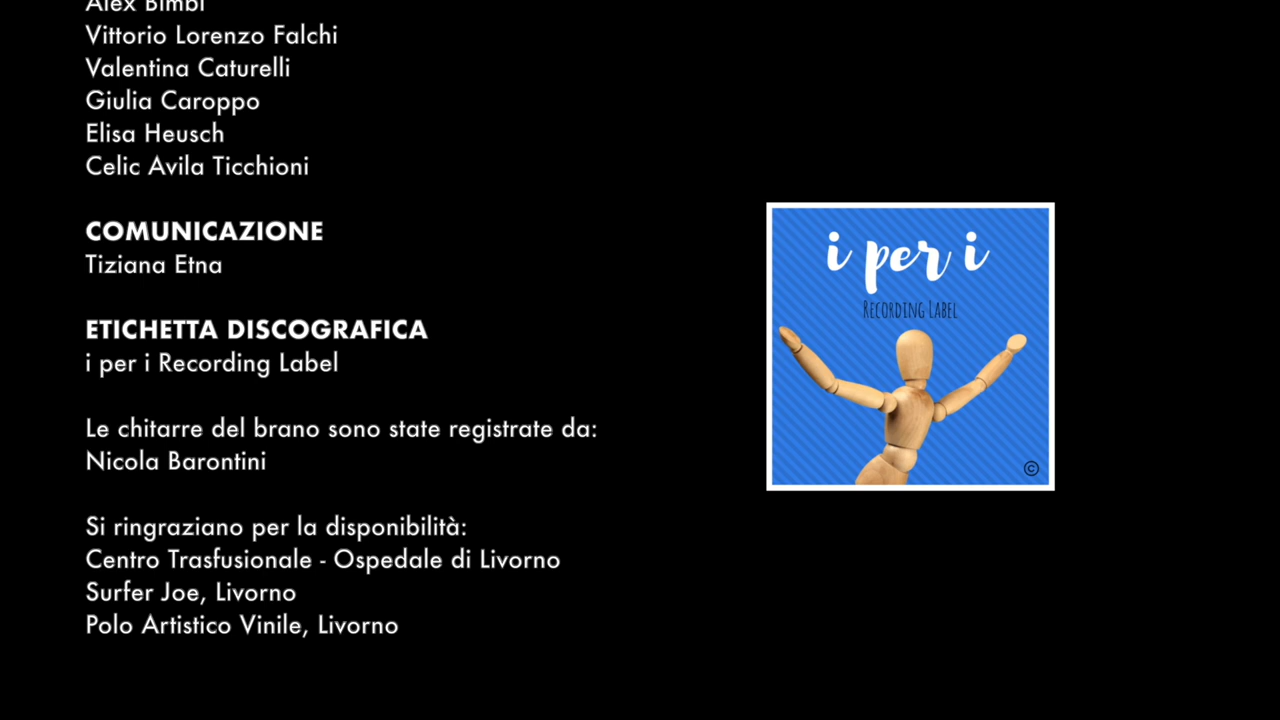 Alex Bimbi
Vittorio Lorenzo Falchi
Valentina Caturelli
Giulia Caroppo
Elisa Heusch
Celic Avila Ticchioni
COMUNICAZIONE
Tiziana Etna
ETICHETTA DISCOGRAFICA
i per i Recording Label
Le chitarre del brano sono state registrate da:
Nicola Barontini
Si ringraziano per la disponibilità:
Centro Trasfusionale - Ospedale di Livorno
Surfer Joe, Livorno
Polo Artistico Vinile, Livorno
i per i
RECORDING LABEL
©